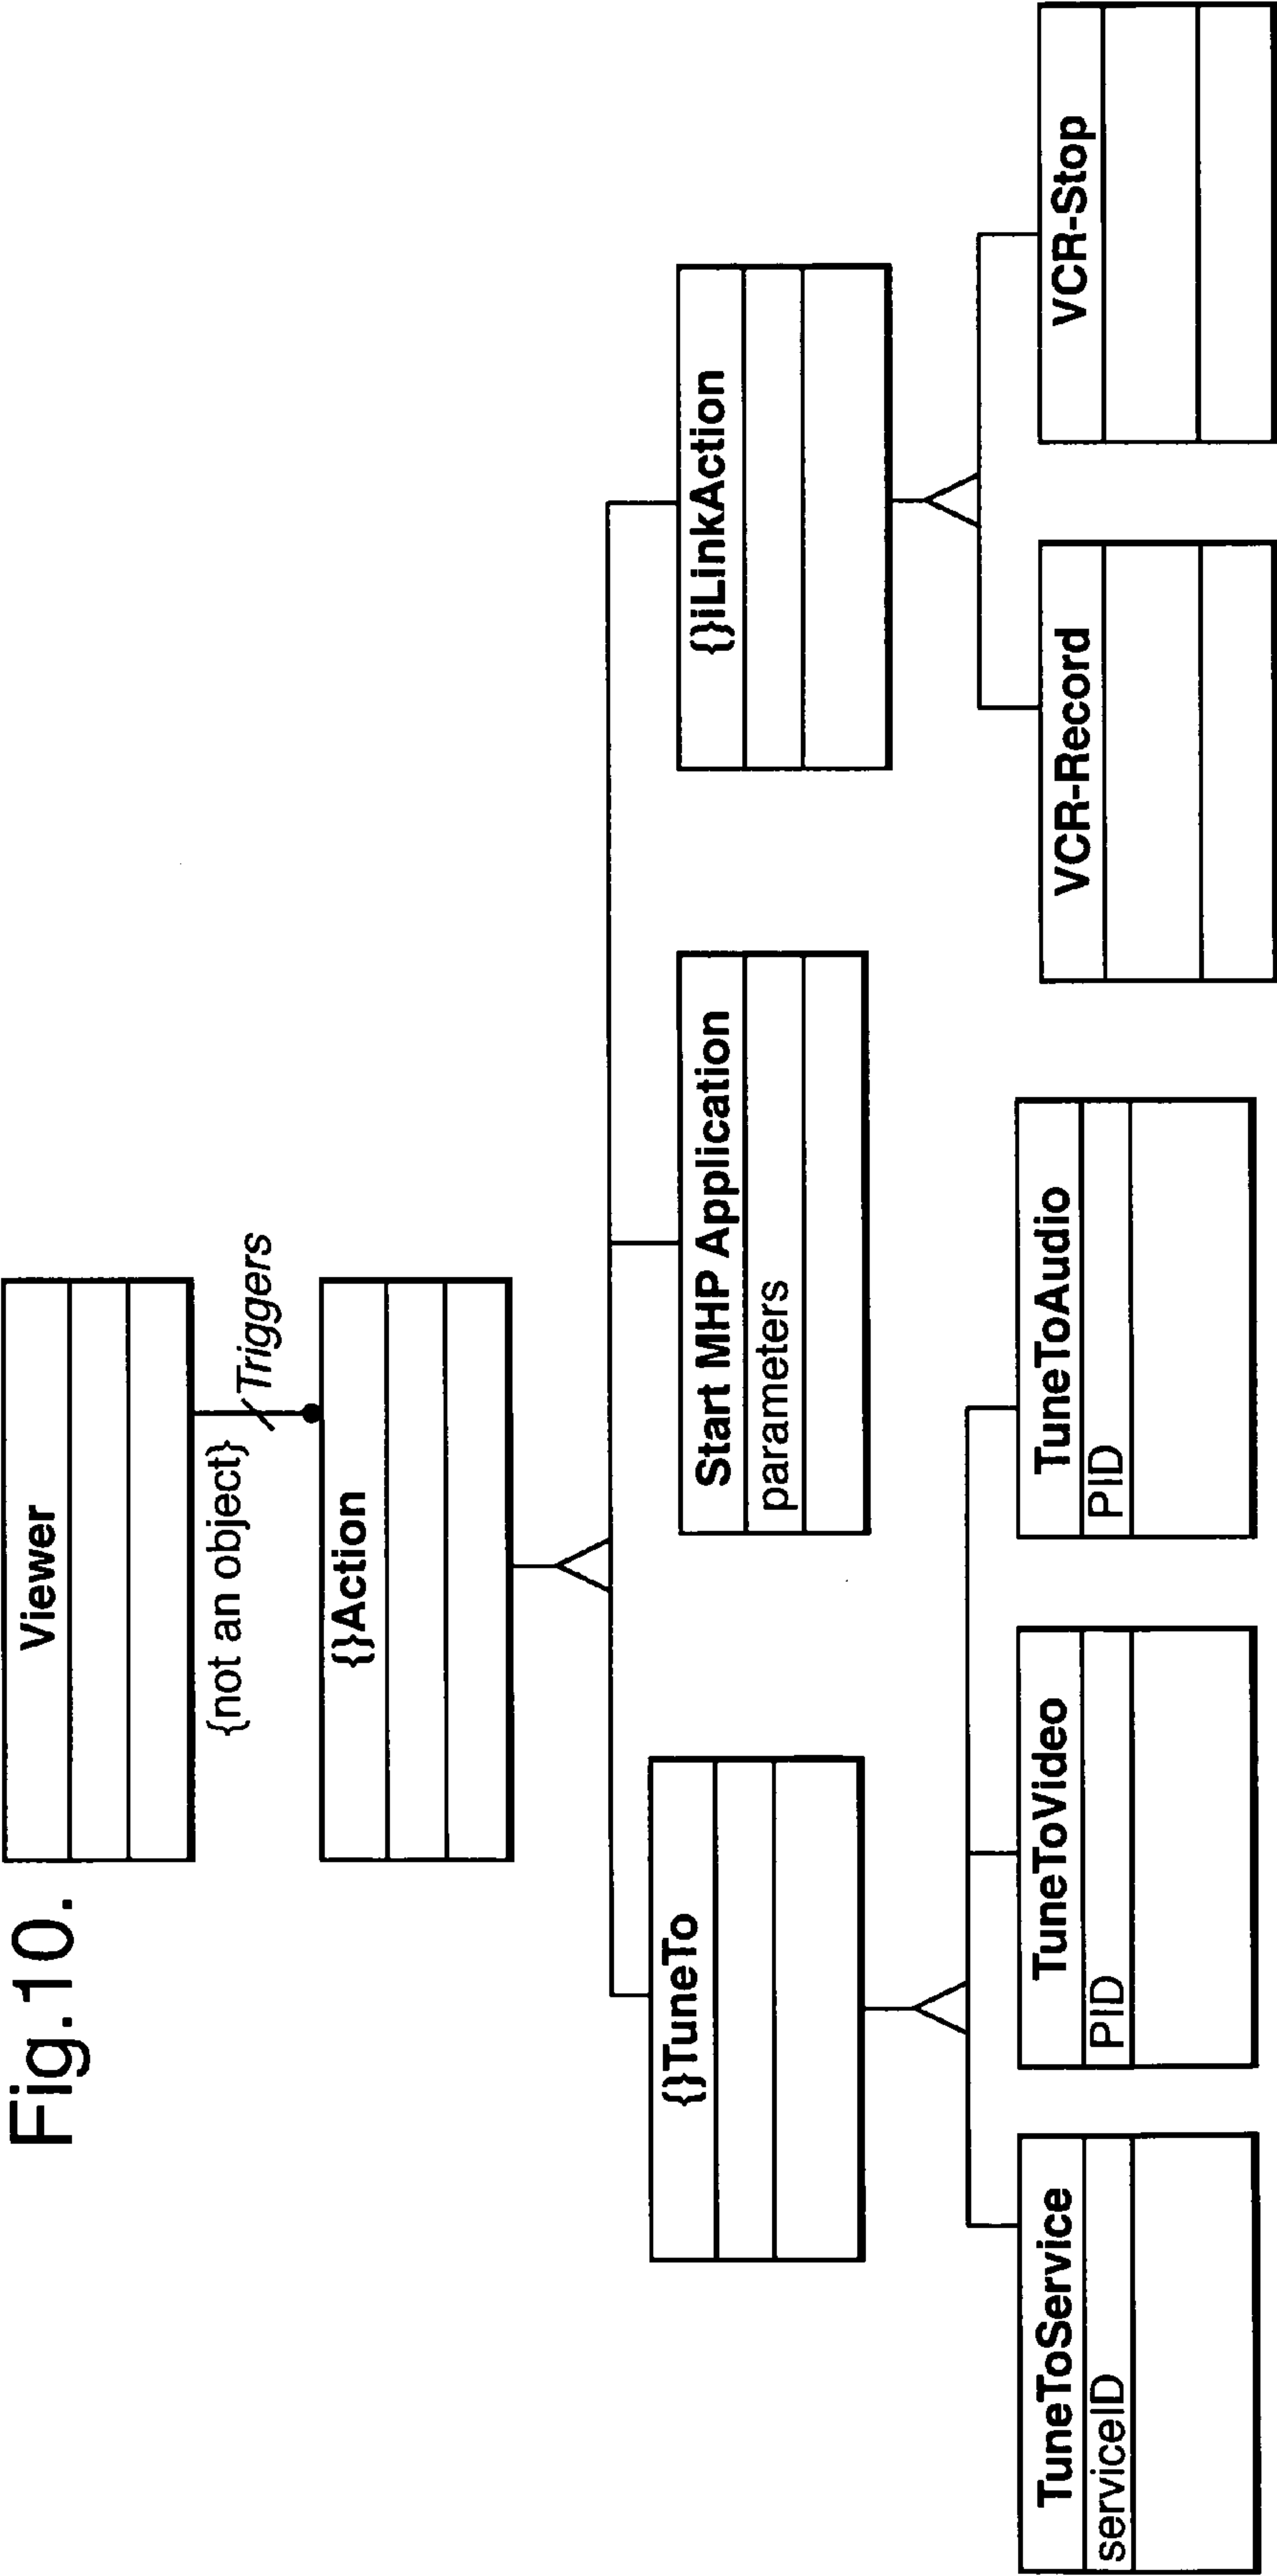 Fig.10.
Viewer
{not an object}
Triggers
{}Action
{}TuneTo
Start MHP Application
parameters
{}iLinkAction
TuneToService
serviceID
TuneToVideo
PID
TuneToAudio
PID
VCR-Record
VCR-Stop